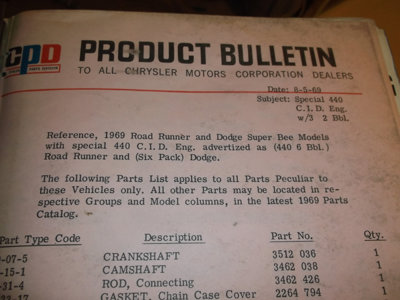 CPD PRODUCT BULLETIN
PARTS DIVISION
TO ALL CHRYSLER MOTORS CORPORATION DEALERS
Date: 8-5-69
Subject: Special 440
C.I.D. Eng.
w/3 2 Bbl.
Reference, 1969 Road Runner and Dodge Super Bee Models
with special 440 C.I.D. Eng. advertized as (440 6 Bbl.)
Road Runner and (Six Pack) Dodge.
The following Parts List applies to all Parts Peculiar to
these Vehicles only. All other Parts may be located in re-
spective Groups and Model columns, in the latest 1969 Parts
Catalog.
Part Type Code Description Part No. Qty.
-07-5 CRANKSHAFT 3512 036 1
-15-1 CAMSHAFT 3462 038 1
-31-4 ROD, Connecting 3462 426
-33-17 GASKET, Chain Case Cover 2264 794 1